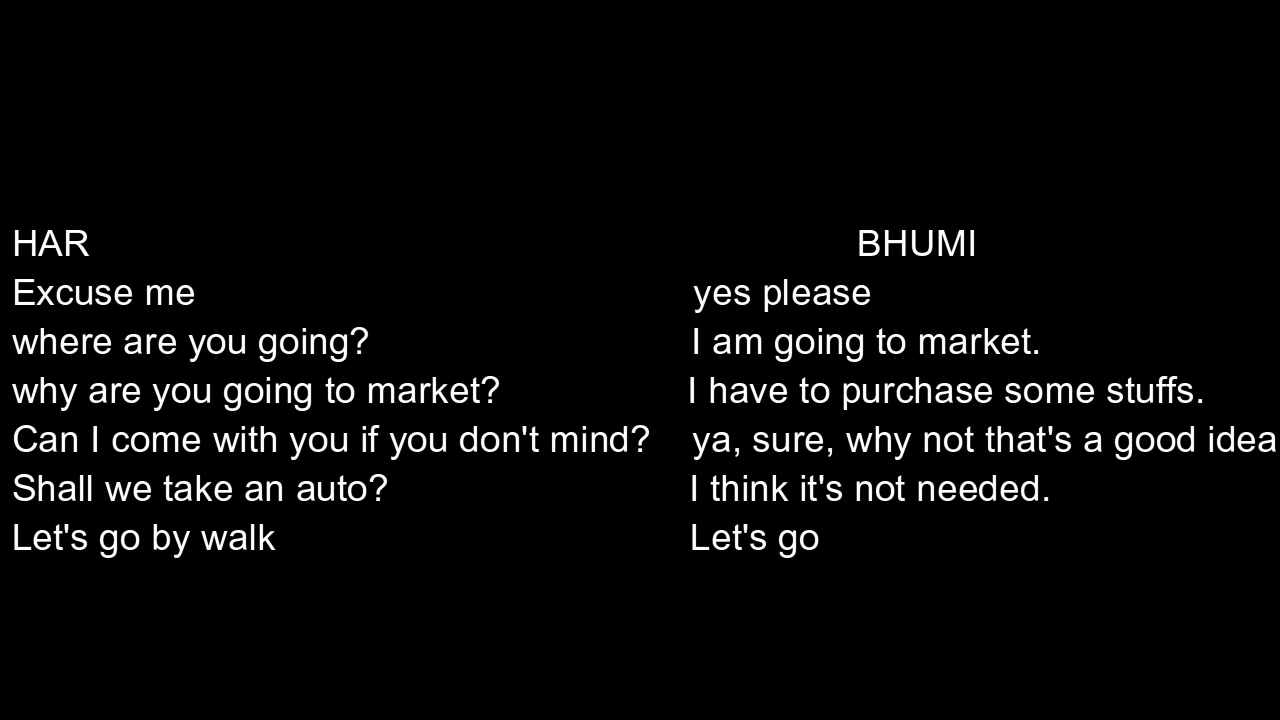 HAR BHUMI
Excuse me yes please
where are you going? I am going to market.
why are you going to market? I have to purchase some stuffs.
Can I come with you if you don't mind? ya, sure, why not that's a good idea
Shall we take an auto? I think it's not needed.
Let's go by walk Let's go